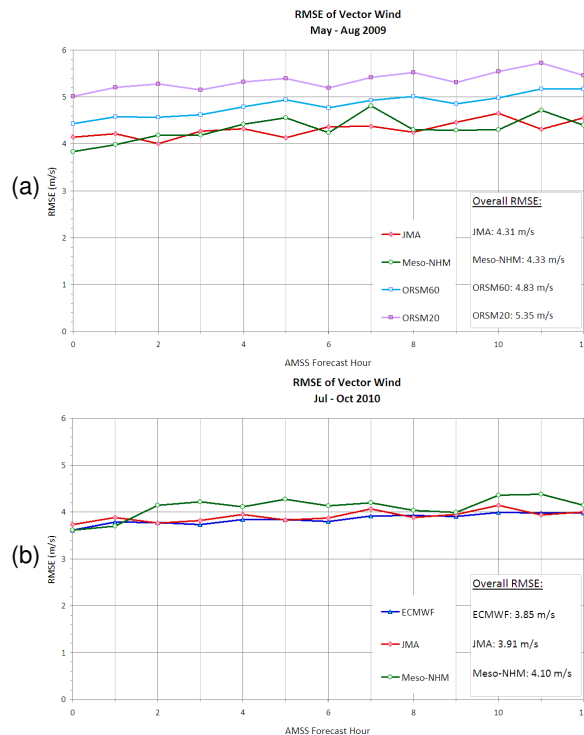 RMSE of Vector Wind
May - Aug 2009
(a)
RMSE (m/s)
6
5
4
3
2
1
0
JMA
Meso-NHM
ORSM60
ORSM20
Overall RMSE:
JMA: 4.31 m/s
Meso-NHM: 4.33 m/s
ORSM60: 4.83 m/s
ORSM20: 5.35 m/s
0 2 4 6 8 10 1
AMSS Forecast Hour
RMSE of Vector Wind
Jul - Oct 2010
(b)
RMSE (m/s)
6
5
4
3
2
1
0
ECMWF
JMA
Meso-NHM
Overall RMSE:
ECMWF: 3.85 m/s
JMA: 3.91 m/s
Meso-NHM: 4.10 m/s
0 2 4 6 8 10 1
AMSS Forecast Hour